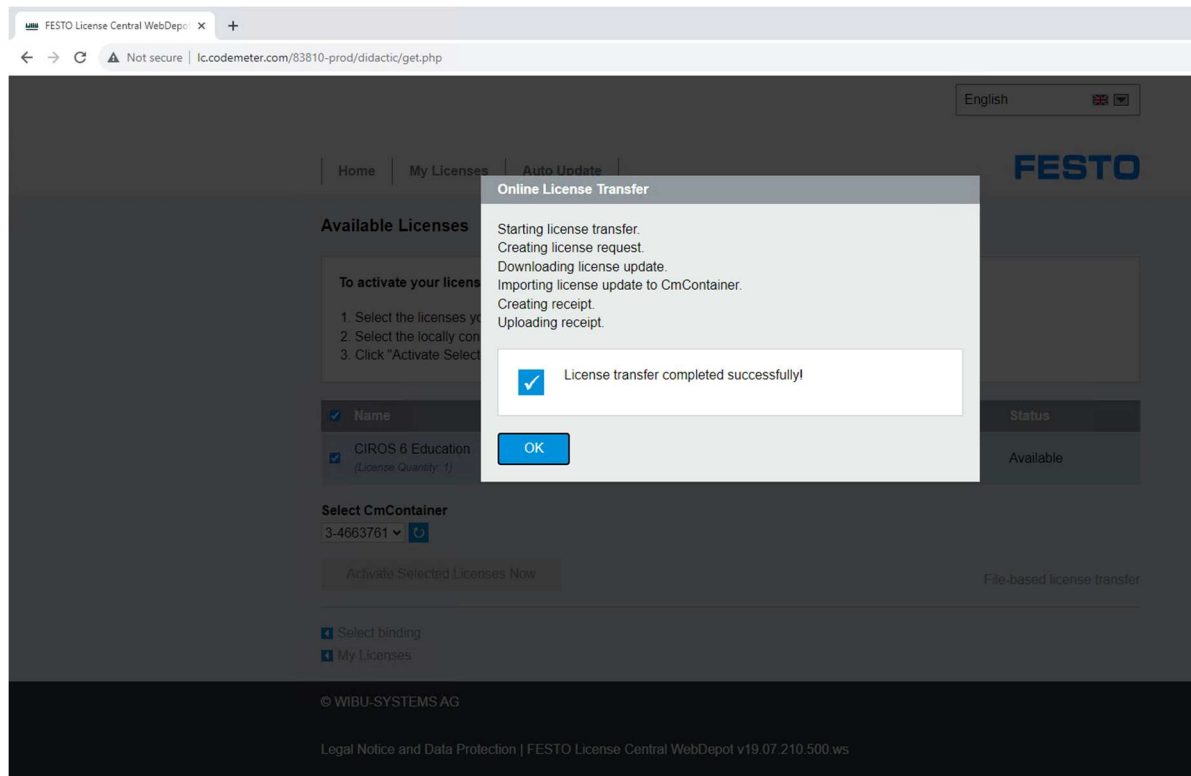 FESTO License Central WebDepo
Not secure | lc.codemeter.com/83810-prod/didactic/get.php
English
Home | My Licenses | Auto Update
FESTO
Online License Transfer
Available Licenses
Starting license transfer.
Creating license request.
Downloading license update.
Importing license update to CmContainer.
Creating receipt.
Uploading receipt.
To activate your licens
1. Select the licenses yo
2. Select the locally con
3. Click "Activate Select
License transfer completed successfully!
OK
Name Status
CIROS 6 Education Available
(License Quantity: 1)
Select CmContainer
3-4663761
Activate Selected Licenses Now
File-based license transfer
Select binding
My Licenses
© WIBU-SYSTEMS AG
Legal Notice and Data Protection | FESTO License Central WebDepot v19.07.210.500.ws